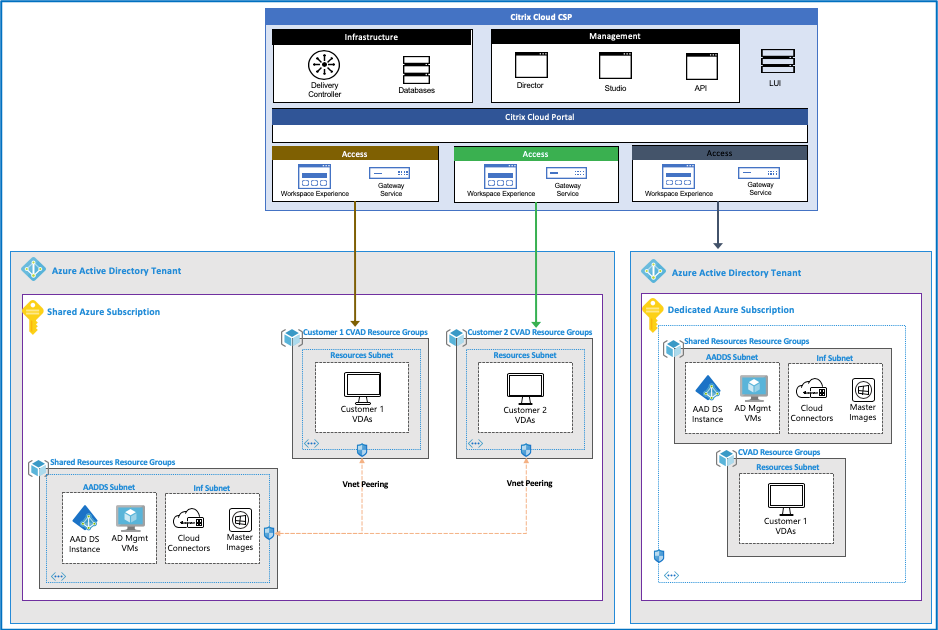 Citrix Cloud CSP
Infrastructure
Management
Delivery
Controller
Databases
Director
Studio
API
LUI
Citrix Cloud Portal
Access
Access
Access
Workspace Experience
Gateway
Service
Workspace Experience
Gateway
Service
Workspace Experience
Gateway
Service
Azure Active Directory Tenant
Shared Azure Subscription
Customer 1 CVAD Resource Groups
Resources Subnet
Customer 1
VDAs
Customer 2 CVAD Resource Groups
Resources Subnet
Customer 2
VDAs
Vnet Peering
Vnet Peering
Shared Resources Resource Groups
AADDS Subnet
AAD DS
Instance
AD Mgmt
VMs
Inf Subnet
Cloud
Connectors
Master
Images
Azure Active Directory Tenant
Dedicated Azure Subscription
Shared Resources Resource Groups
AADDS Subnet
AAD DS
Instance
AD Mgmt
VMs
Inf Subnet
Cloud
Connectors
Master
Images
CVAD Resource Groups
Resources Subnet
Customer 1
VDAs